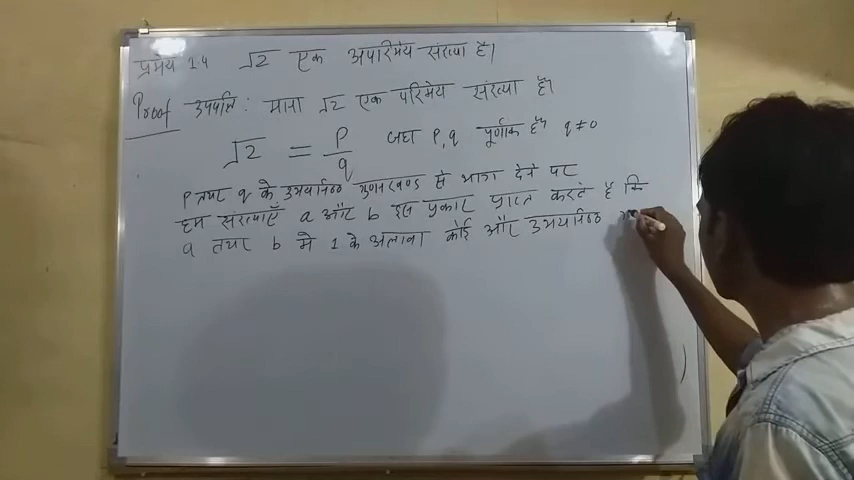 प्रमेय 1.4 √2 एक अपरिमेय संख्या है।
Proof उपपत्ति: माना √2 एक परिमेय संख्या है।
√2 = P/q जहा P, q पूर्णांक है। q ≠ 0
P तथा q के उभयनिष्ठ गुणनखण्ड से भाग देने पर
हम संख्याएँ a और b इस प्रकार प्राप्त करते हैं कि
a तथा b मे 1 के अलावा कोई और उभयनिष्ठ